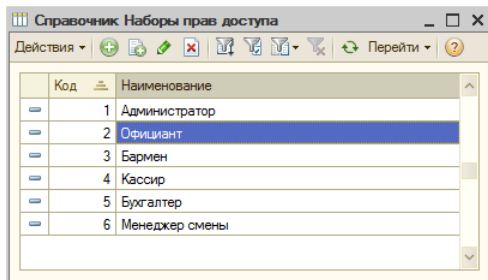 Справочник Наборы прав доступа
Действия Перейти ?
Код Наименование
1 Администратор
2 Официант
3 Бармен
4 Кассир
5 Бухгалтер
6 Менеджер смены